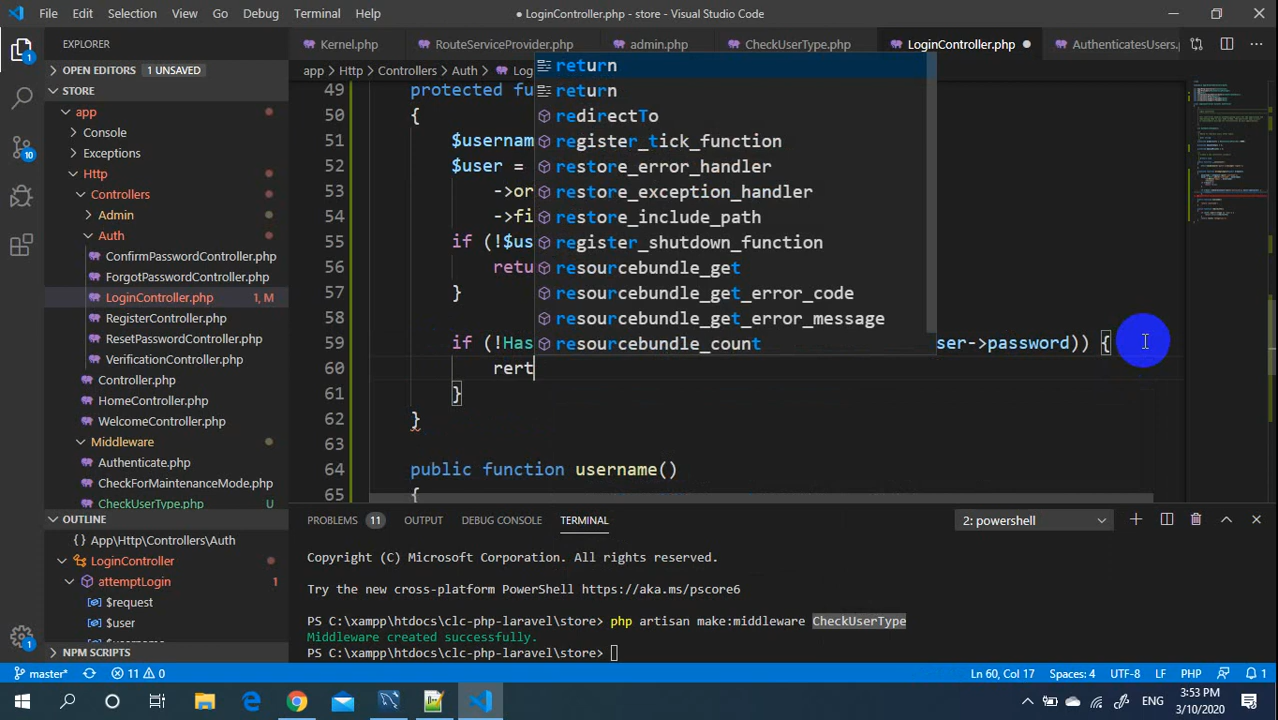 File Edit Selection View Go Debug Terminal Help ● LoginController.php - store - Visual Studio Code
EXPLORER
OPEN EDITORS 1 UNSAVED
STORE
app
Console
Exceptions
Http
Controllers
Admin
Auth
ConfirmPasswordController.php
ForgotPasswordController.php
LoginController.php 1, M
RegisterController.php
ResetPasswordController.php
VerificationController.php
Controller.php
HomeController.php
WelcomeController.php
Middleware
Authenticate.php
CheckForMaintenanceMode.php
CheckUserType.php U
OUTLINE
App\Http\Controllers\Auth
LoginController
attemptLogin 1
$request
$user
NPM SCRIPTS
10
1
1
Kernel.php RouteServiceProvider.php admin.php CheckUserType.php LoginController.php ● AuthenticatesUsers.
app > Http > Controllers > Auth > Log
49 protected fu
50 {
51 $usernam
52 $user =
53 ->or
54 ->fi
55 if (!$us
56 retu
57 }
58
59 if (!Has ser->password)) {
60 rert
61 }
62 }
63
64 public function username()
65 {
return
return
redirectTo
register_tick_function
restore_error_handler
restore_exception_handler
restore_include_path
register_shutdown_function
resourcebundle_get
resourcebundle_get_error_code
resourcebundle_get_error_message
resourcebundle_count
PROBLEMS 11 OUTPUT DEBUG CONSOLE TERMINAL 2: powershell
Copyright (C) Microsoft Corporation. All rights reserved.
Try the new cross-platform PowerShell https://aka.ms/pscore6
PS C:\xampp\htdocs\clc-php-laravel\store> php artisan make:middleware CheckUserType
Middleware created successfully.
PS C:\xampp\htdocs\clc-php-laravel\store>
master* 11 0 Ln 60, Col 17 Spaces: 4 UTF-8 LF PHP 1
ENG 3:53 PM
3/10/2020